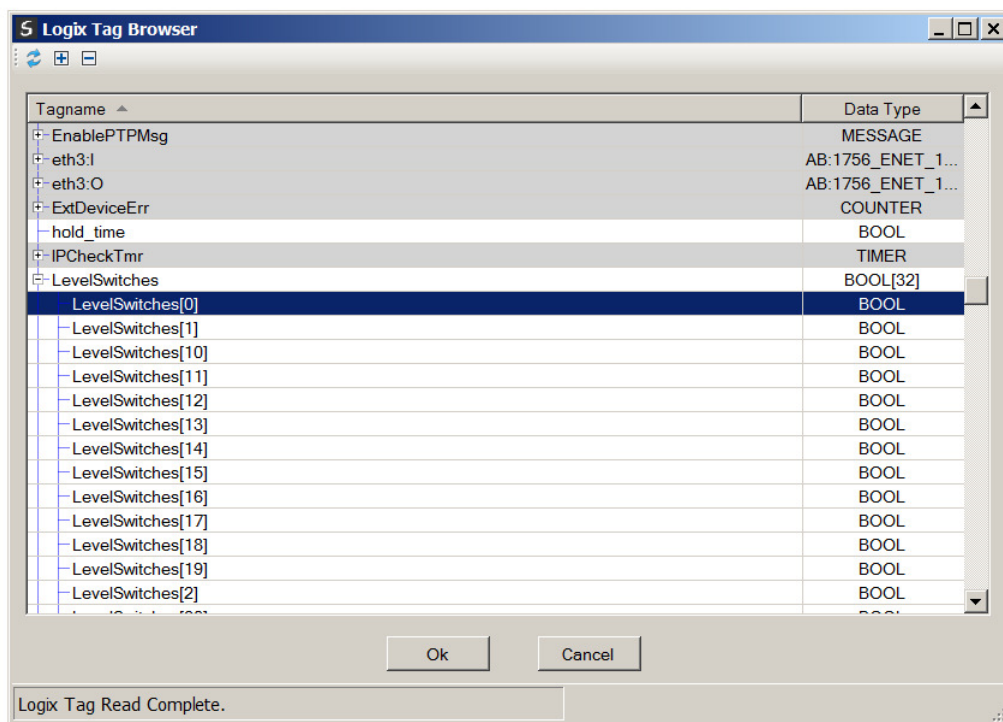 S Logix Tag Browser
Tagname Data Type
EnablePTPMsg MESSAGE
eth3:I AB:1756_ENET_1...
eth3:O AB:1756_ENET_1...
ExtDeviceErr COUNTER
hold_time BOOL
IPCheckTmr TIMER
LevelSwitches BOOL[32]
LevelSwitches[0] BOOL
LevelSwitches[1] BOOL
LevelSwitches[10] BOOL
LevelSwitches[11] BOOL
LevelSwitches[12] BOOL
LevelSwitches[13] BOOL
LevelSwitches[14] BOOL
LevelSwitches[15] BOOL
LevelSwitches[16] BOOL
LevelSwitches[17] BOOL
LevelSwitches[18] BOOL
LevelSwitches[19] BOOL
LevelSwitches[2] BOOL
Ok Cancel
Logix Tag Read Complete.